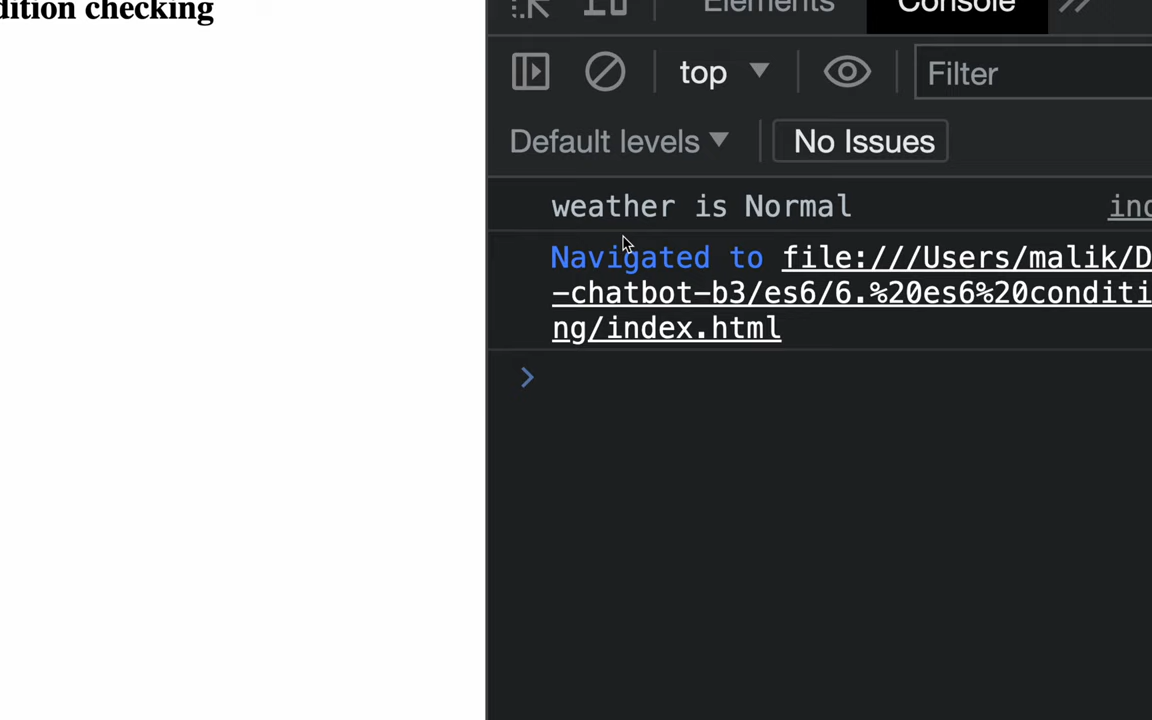 dition checking
Elements
Console
top
Filter
Default levels
No Issues
weather is Normal
Navigated to file:///Users/malik/D
-chatbot-b3/es6/6.%20es6%20conditi
ng/index.html